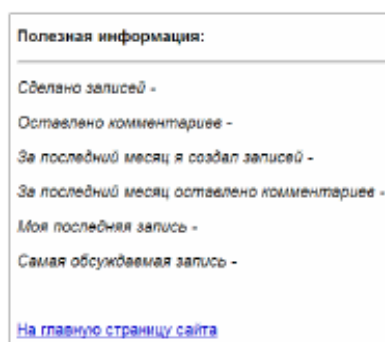 Полезная информация:
Сделано записей -
Оставлено комментариев -
За последний месяц я создал записей -
За последний месяц оставлено комментариев -
Моя последняя запись -
Самая обсуждаемая запись -
На главную страницу сайта